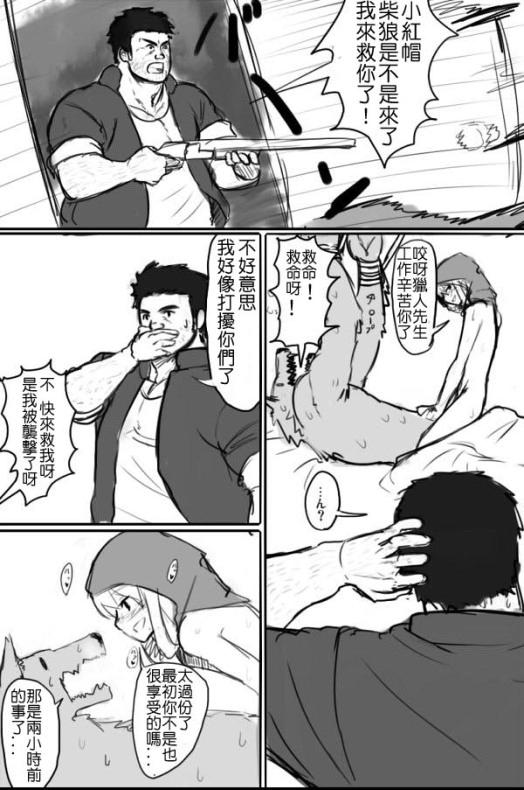 小紅帽
柴狼是不是來了
我來救你了！
咬呀獵人先生
工作辛苦你了
救命！
救命呀！
…ん？
不好意思
我好像打擾你們了
不 快來救我呀
是我被襲擊了呀
太過份了
最初你不是也
很享受的嗎…
那是兩小時前
的事了…